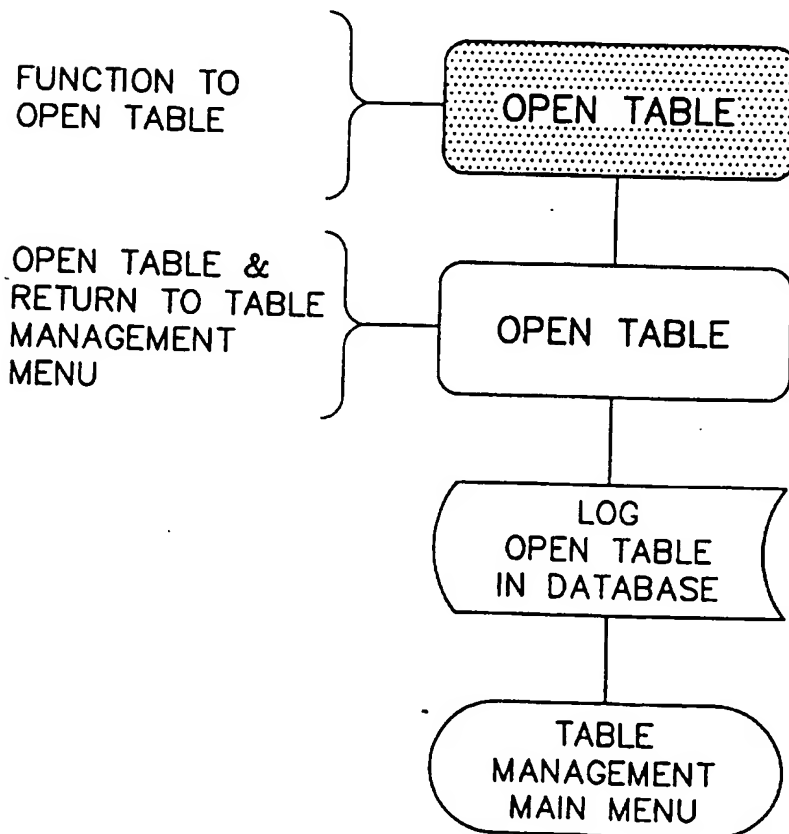 FUNCTION TO
OPEN TABLE
OPEN TABLE
OPEN TABLE &
RETURN TO TABLE
MANAGEMENT
MENU
OPEN TABLE
LOG
OPEN TABLE
IN DATABASE
TABLE
MANAGEMENT
MAIN MENU